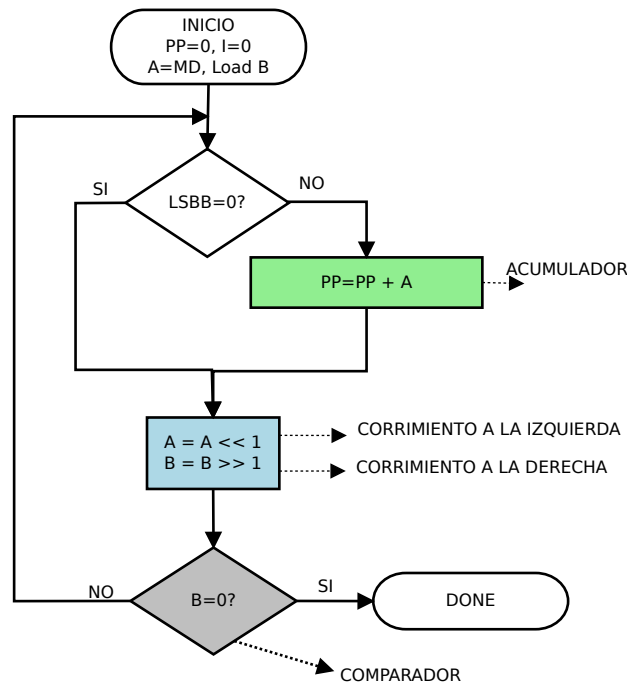 INICIO
PP=0, I=0
A=MD, Load B
SI
NO
LSBB=0?
ACUMULADOR
PP=PP + A
CORRIMIENTO A LA IZQUIERDA
A = A << 1
B = B >> 1
CORRIMIENTO A LA DERECHA
NO
B=0?
SI
DONE
COMPARADOR